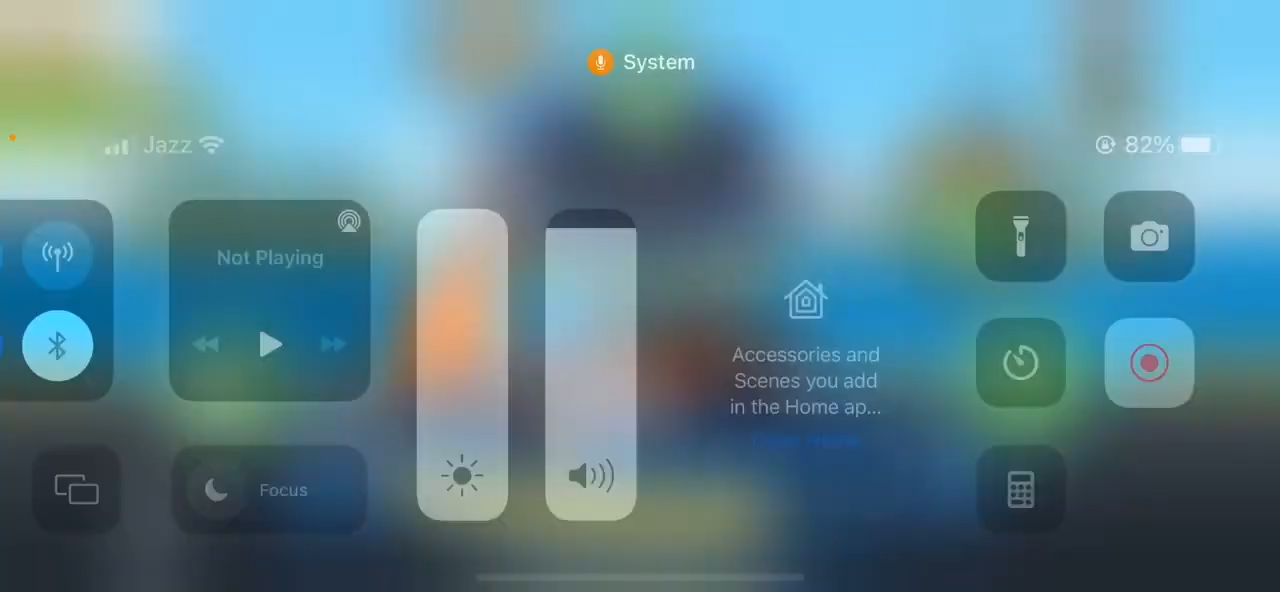 System
Jazz
82%
Not Playing
Accessories and
Scenes you add
in the Home ap...
Focus